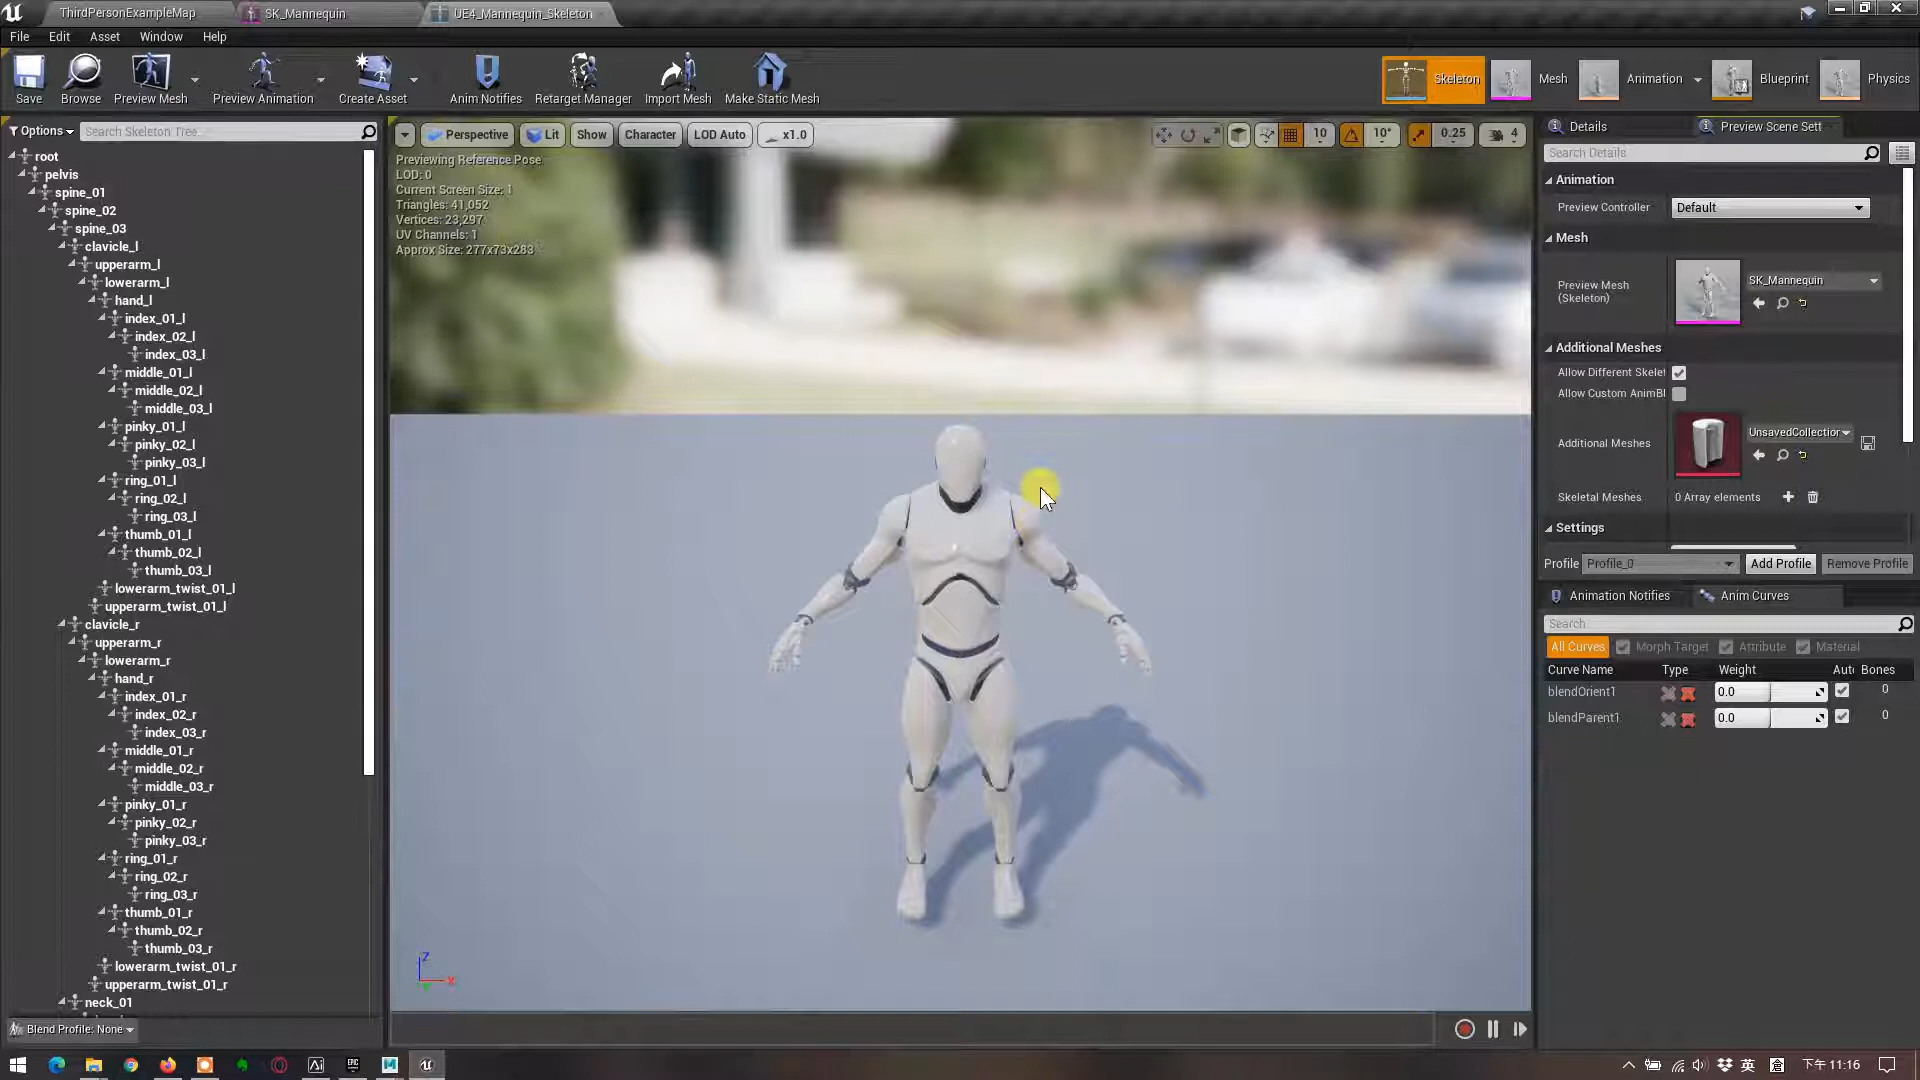 ThirdPersonExampleMap
SK_Mannequin
UE4_Mannequin_Skeleton
File
Edit
Asset
Window
Help
Save
Browse
Preview Mesh
Preview Animation
Create Asset
Anim Notifies
Retarget Manager
Import Mesh
Make Static Mesh
Skeleton
Mesh
Animation
Blueprint
Physics
Options
Search Skeleton Tree...
root
pelvis
spine_01
spine_02
spine_03
clavicle_l
upperarm_l
lowerarm_l
hand_l
index_01_l
index_02_l
index_03_l
middle_01_l
middle_02_l
middle_03_l
pinky_01_l
pinky_02_l
pinky_03_l
ring_01_l
ring_02_l
ring_03_l
thumb_01_l
thumb_02_l
thumb_03_l
lowerarm_twist_01_l
upperarm_twist_01_l
clavicle_r
upperarm_r
lowerarm_r
hand_r
index_01_r
index_02_r
index_03_r
middle_01_r
middle_02_r
middle_03_r
pinky_01_r
pinky_02_r
pinky_03_r
ring_01_r
ring_02_r
ring_03_r
thumb_01_r
thumb_02_r
thumb_03_r
lowerarm_twist_01_r
upperarm_twist_01_r
neck_01
Blend Profile: None
Perspective
Lit
Show
Character
LOD Auto
x1.0
10
10°
0.25
4
Previewing Reference Pose
LOD: 0
Current Screen Size: 1
Triangles: 41,052
Vertices: 23,297
UV Channels: 1
Approx Size: 277x73x283
Z
X
Details
Preview Scene Sett
Search Details
Animation
Preview Controller
Default
Mesh
Preview Mesh
(Skeleton)
SK_Mannequin
Additional Meshes
Allow Different Skelet
Allow Custom AnimBl
Additional Meshes
UnsavedCollection
Skeletal Meshes
0 Array elements
Settings
Profile
Profile_0
Add Profile
Remove Profile
Animation Notifies
Anim Curves
Search
All Curves
Morph Target
Attribute
Material
Curve Name
Type
Weight
Aut
Bones
blendOrient1
0.0
0
blendParent1
0.0
0
Ai
EPIC
英
下午 11:16